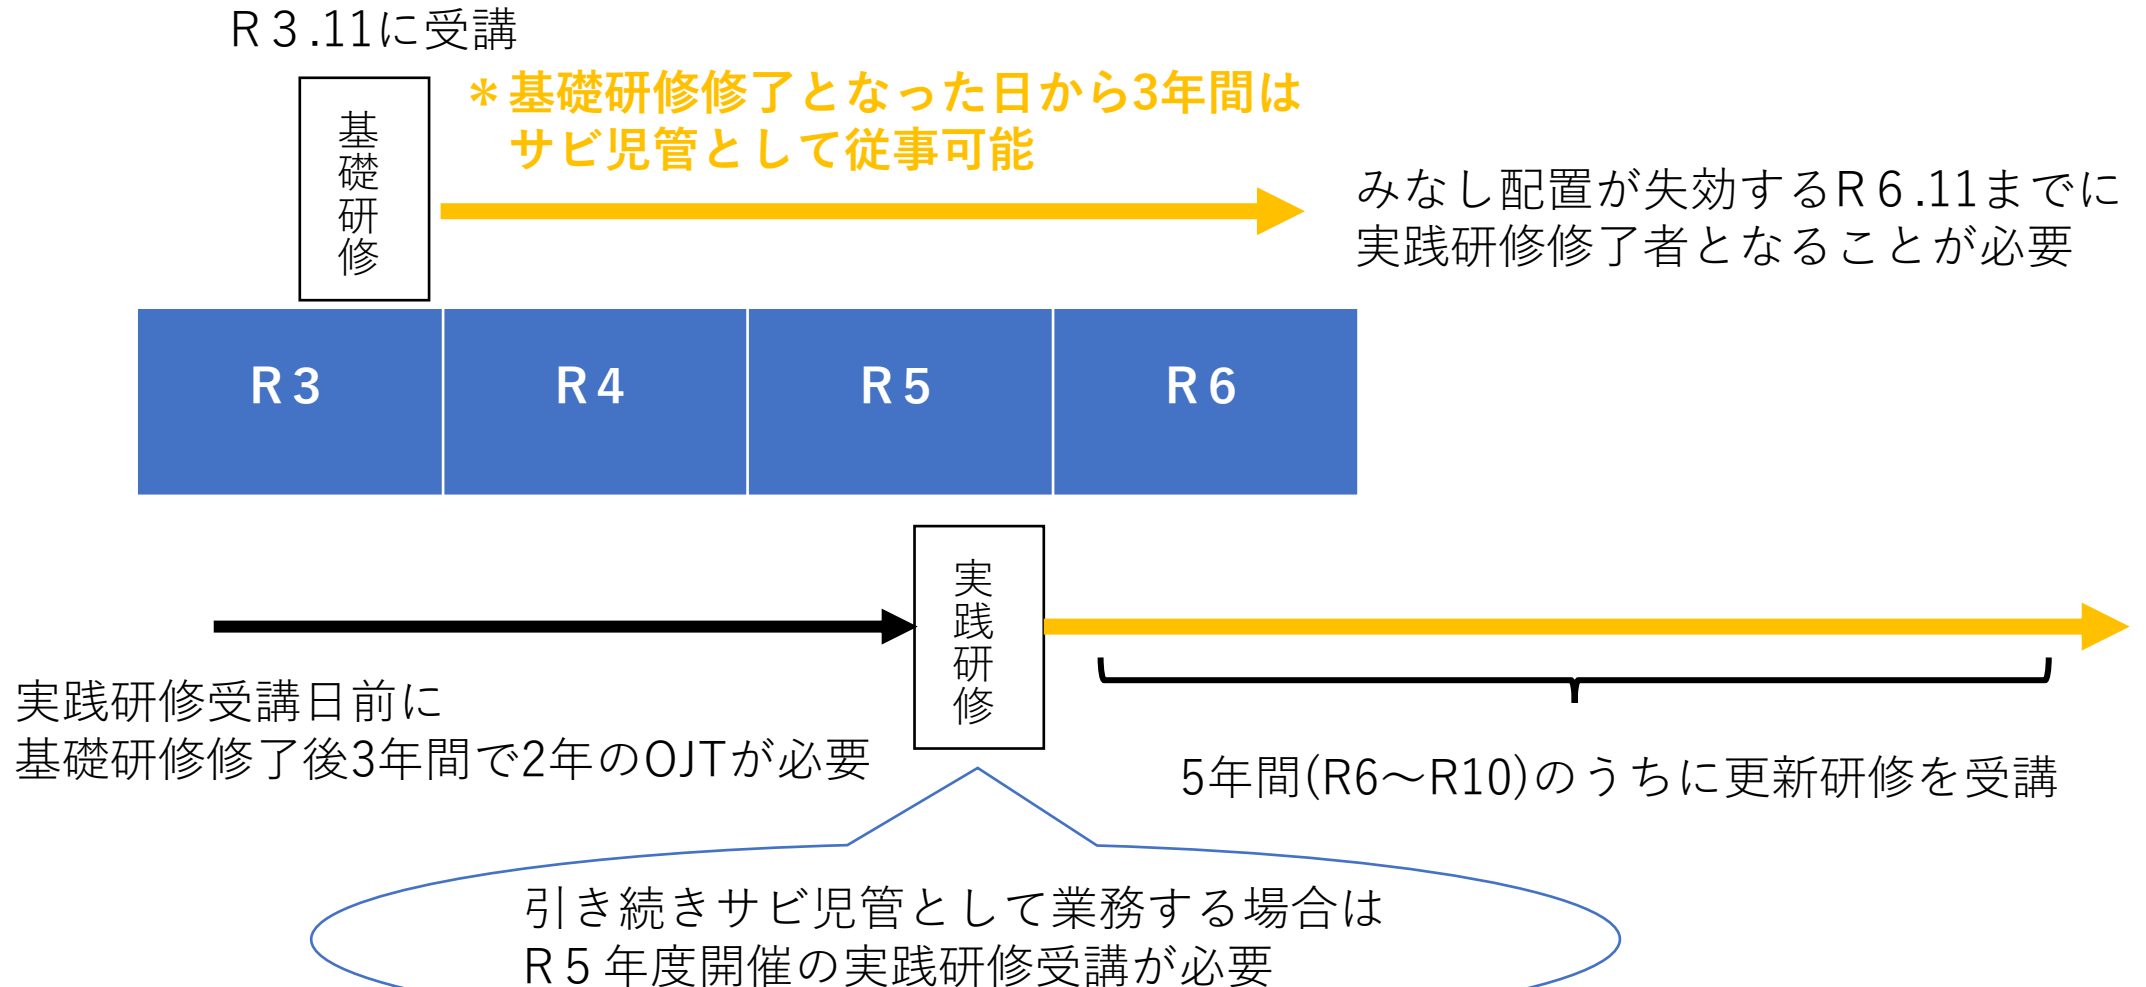 R３.11に受講
＊基礎研修修了となった日から3年間は
サビ児管として従事可能
基礎研修
みなし配置が失効するR６.11までに
実践研修修了者となることが必要
R３
R４
R５
R６
実践研修
実践研修受講日前に
基礎研修修了後3年間で2年のOJTが必要
5年間(R6～R10)のうちに更新研修を受講
引き続きサビ児管として業務する場合は
R５年度開催の実践研修受講が必要